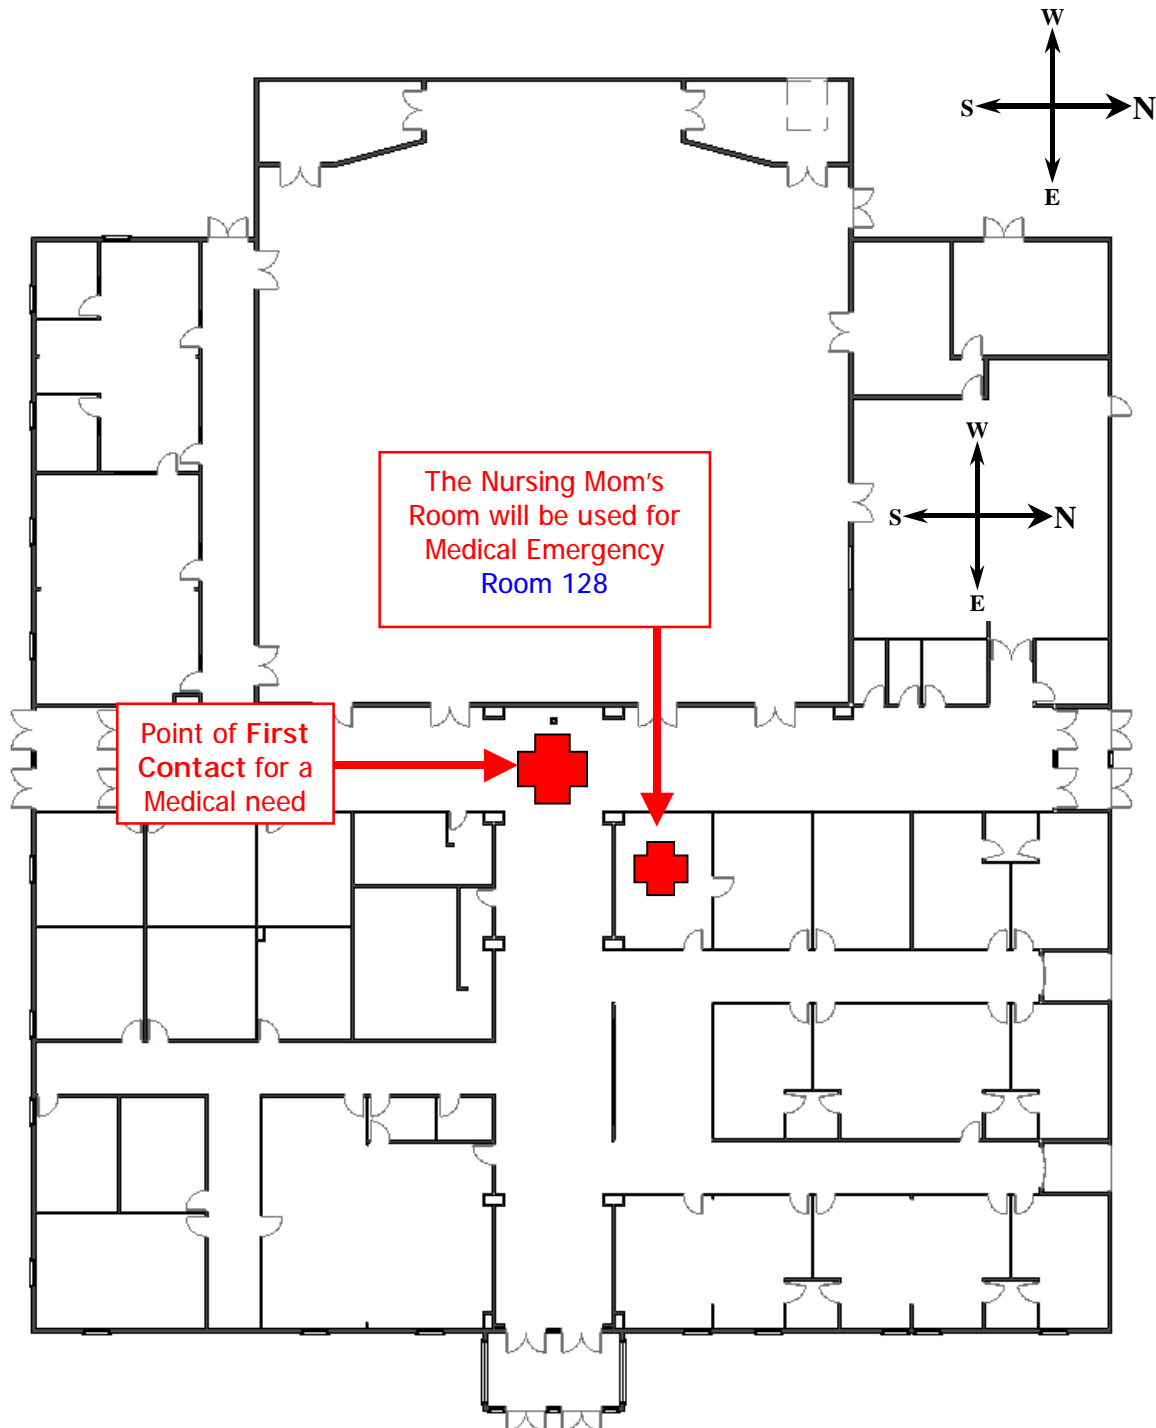 W
S N
E
The Nursing Mom's
Room will be used for
Medical Emergency
Room 128
W
S N
E
Point of First
Contact for a
Medical need